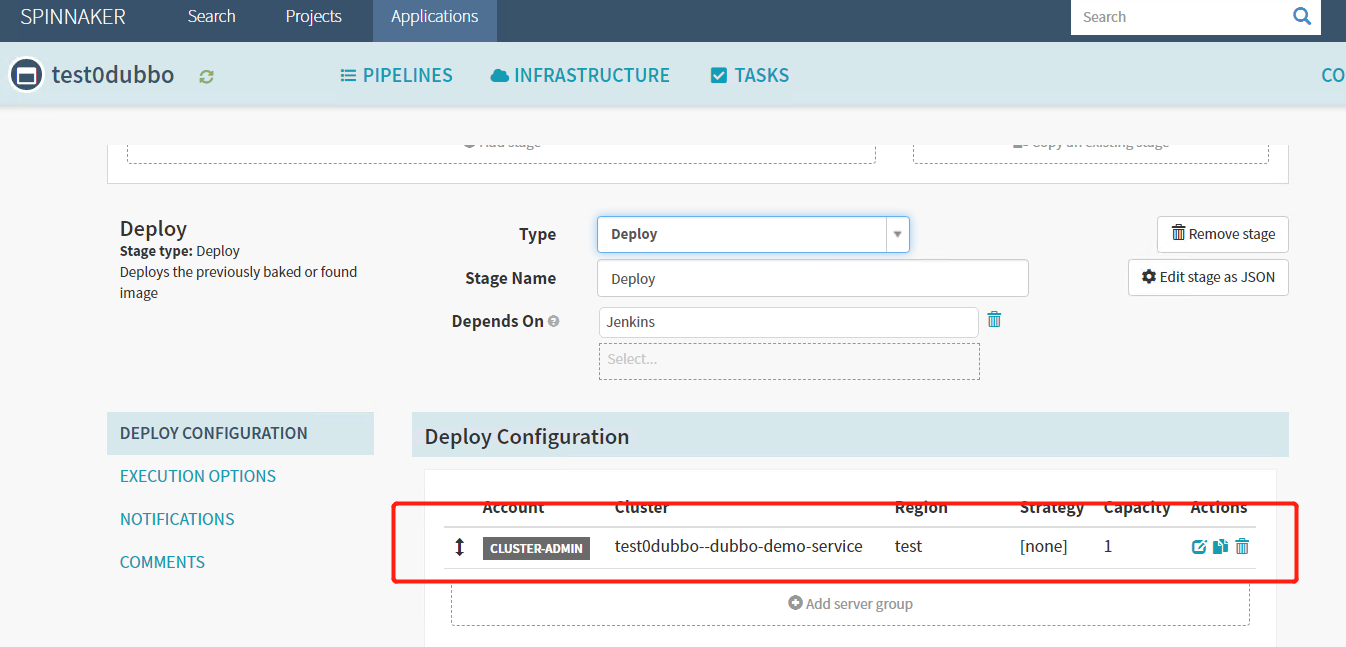 SPINNAKER Search Projects Applications Search
test0dubbo PIPELINES INFRASTRUCTURE TASKS CO
Add stage Copy an existing stage
Deploy
Stage type: Deploy
Deploys the previously baked or found
image
Type Deploy Remove stage
Stage Name Deploy Edit stage as JSON
Depends On Jenkins
Select...
DEPLOY CONFIGURATION
EXECUTION OPTIONS
NOTIFICATIONS
COMMENTS
Deploy Configuration
Account Cluster Region Strategy Capacity Actions
CLUSTER-ADMIN test0dubbo--dubbo-demo-service test [none] 1
Add server group